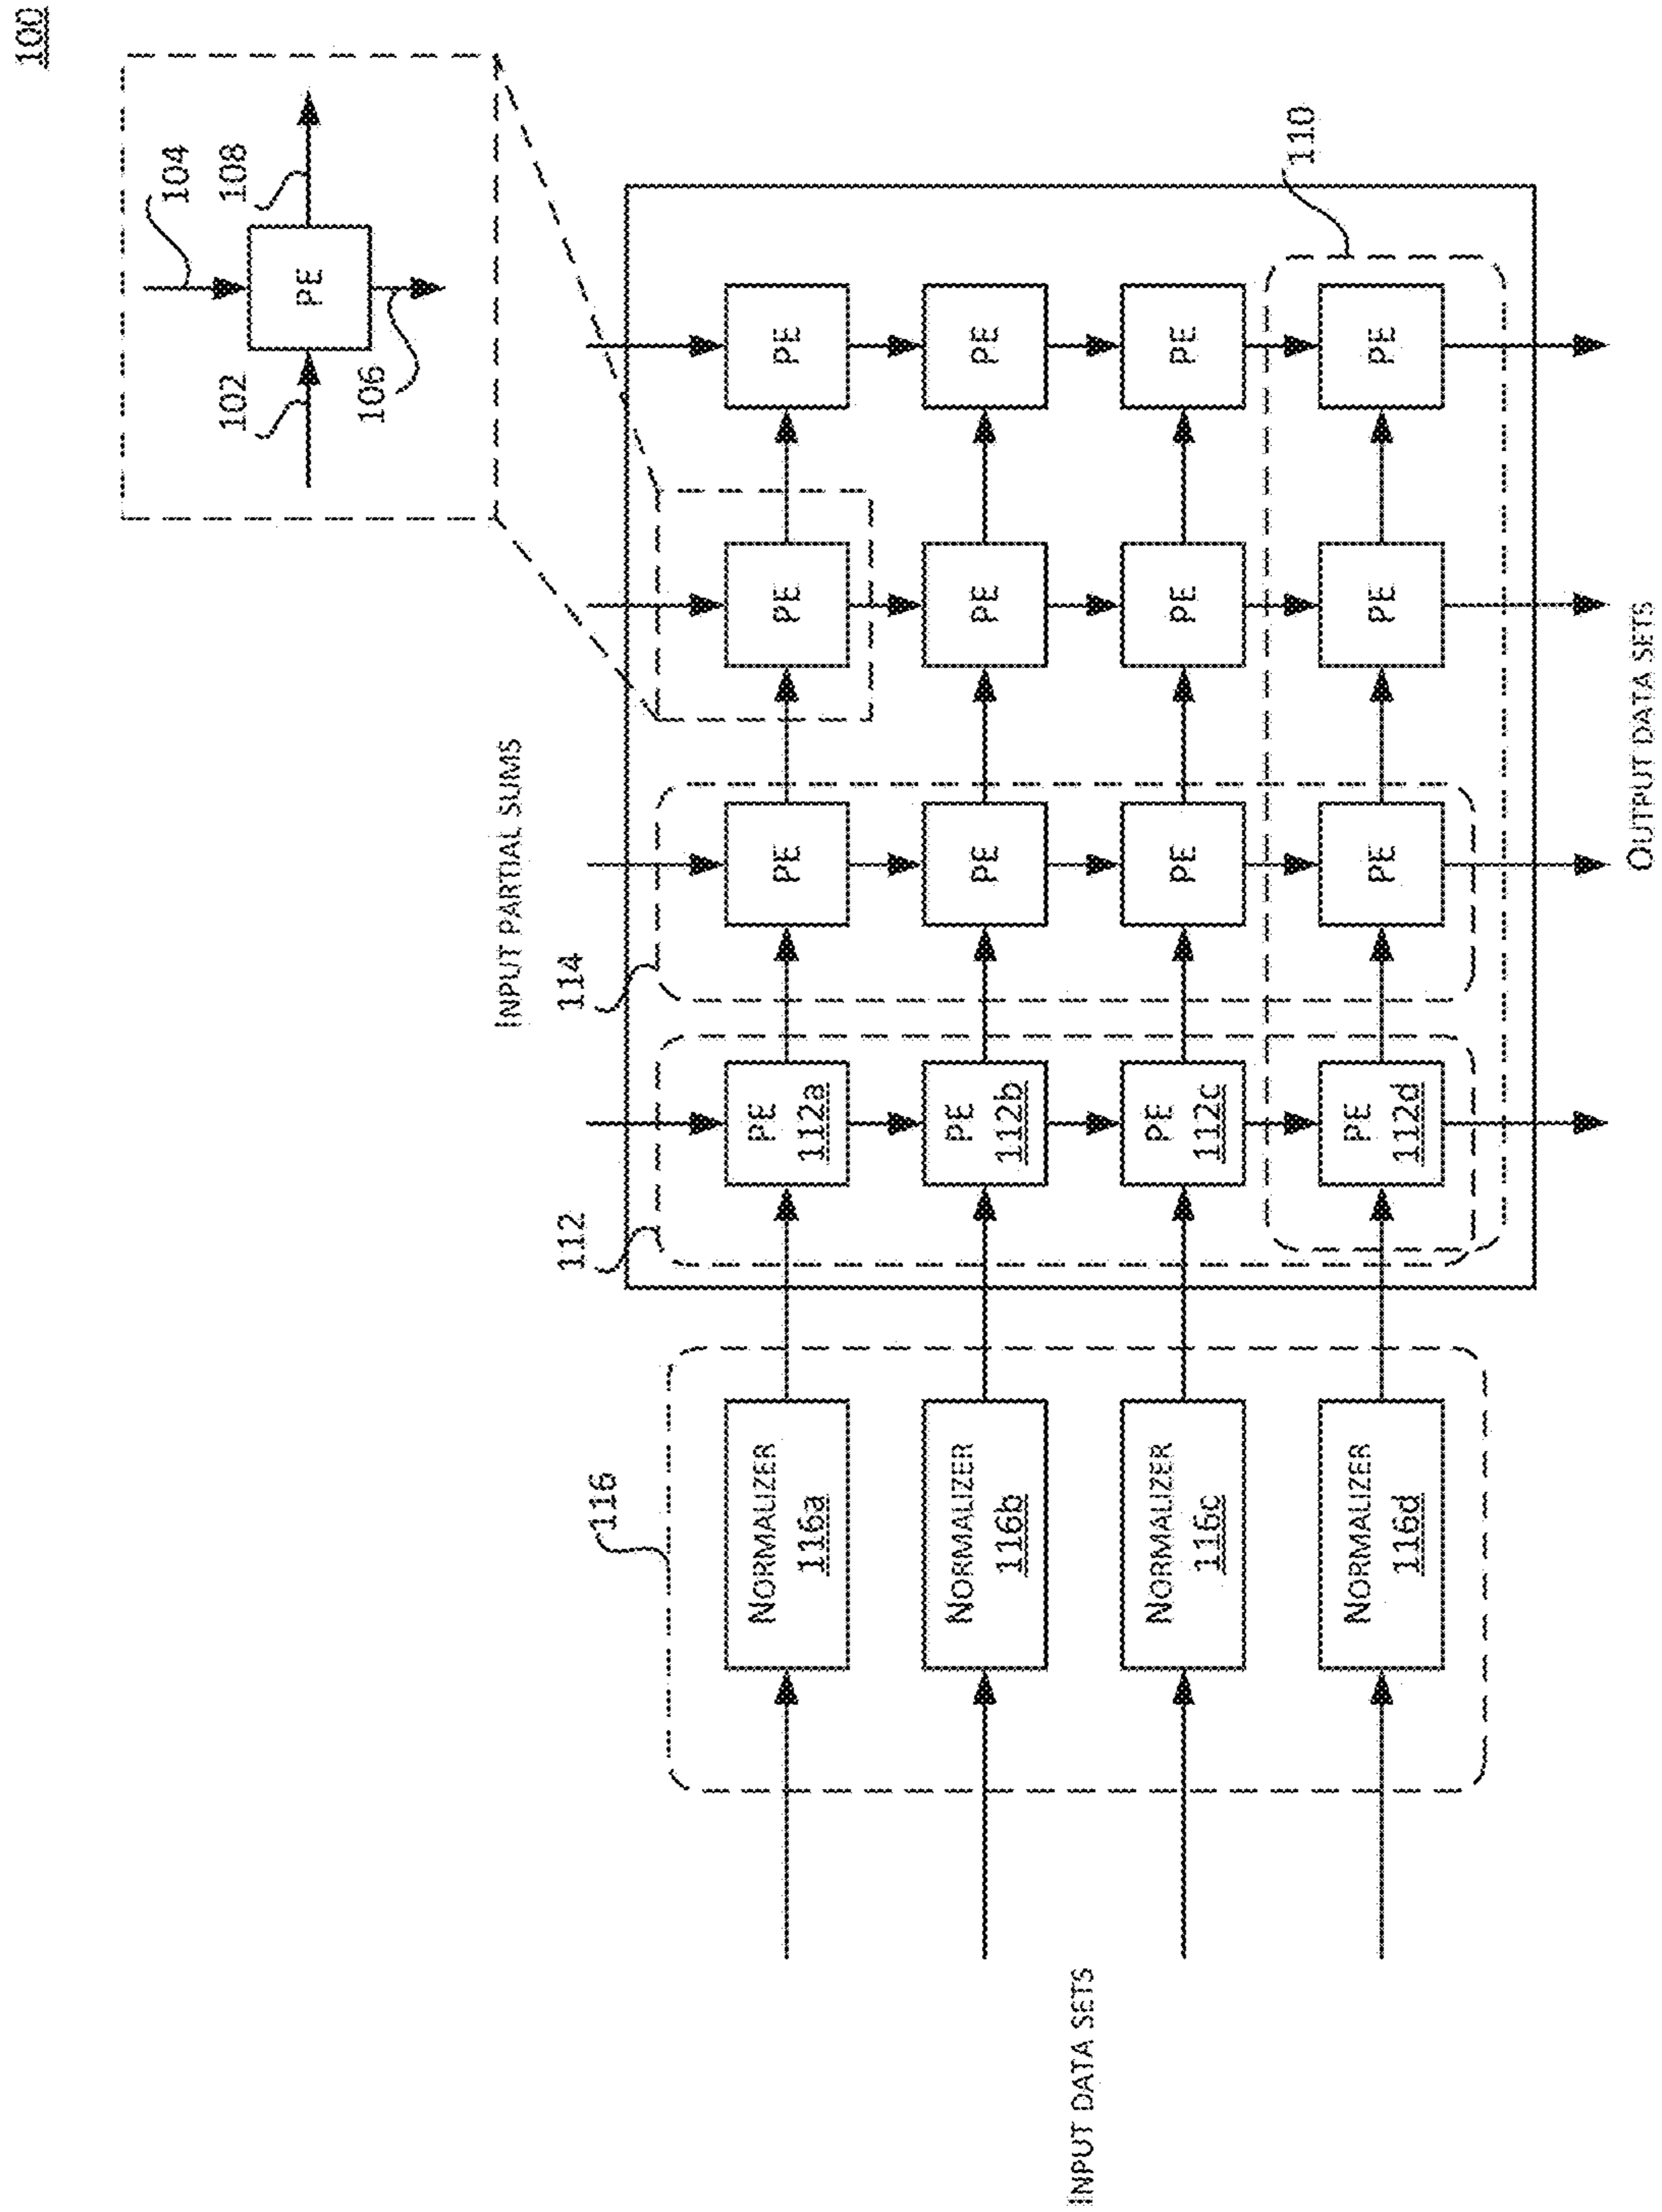 100
104
102
PE
108
106
INPUT PARTIAL SUMS
112
114
116
110
NORMALIZER
116a
PE
112a
PE
PE
PE
NORMALIZER
116b
PE
112b
PE
PE
PE
NORMALIZER
116c
PE
112c
PE
PE
PE
NORMALIZER
116d
PE
112d
PE
PE
PE
INPUT DATA SETS
OUTPUT DATA SETS